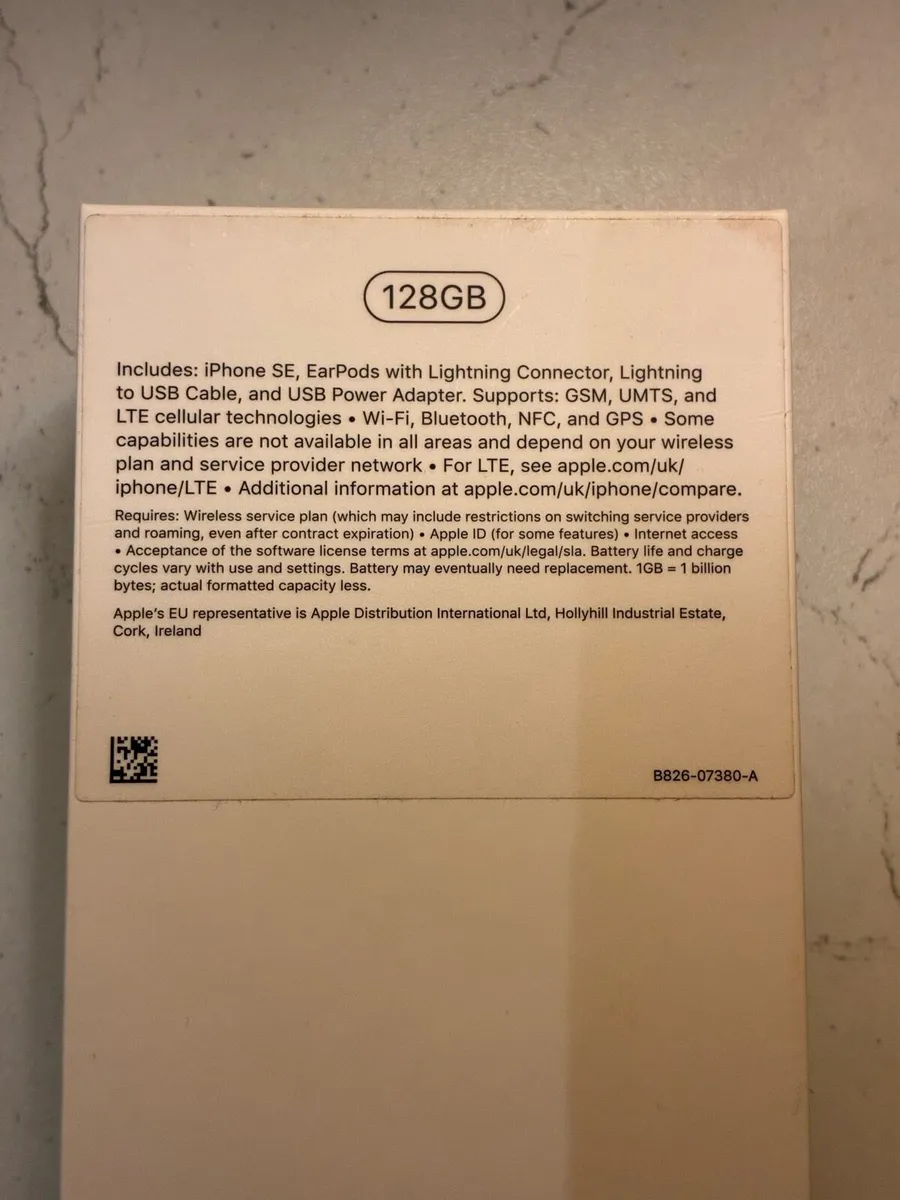 128GB
Includes: iPhone SE, EarPods with Lightning Connector, Lightning
to USB Cable, and USB Power Adapter. Supports: GSM, UMTS, and
LTE cellular technologies • Wi-Fi, Bluetooth, NFC, and GPS • Some
capabilities are not available in all areas and depend on your wireless
plan and service provider network • For LTE, see apple.com/uk/
iphone/LTE • Additional information at apple.com/uk/iphone/compare.
Requires: Wireless service plan (which may include restrictions on switching service providers
and roaming, even after contract expiration) • Apple ID (for some features) • Internet access
• Acceptance of the software license terms at apple.com/uk/legal/sla. Battery life and charge
cycles vary with use and settings. Battery may eventually need replacement. 1GB = 1 billion
bytes; actual formatted capacity less.
Apple's EU representative is Apple Distribution International Ltd, Hollyhill Industrial Estate,
Cork, Ireland
B826-07380-A